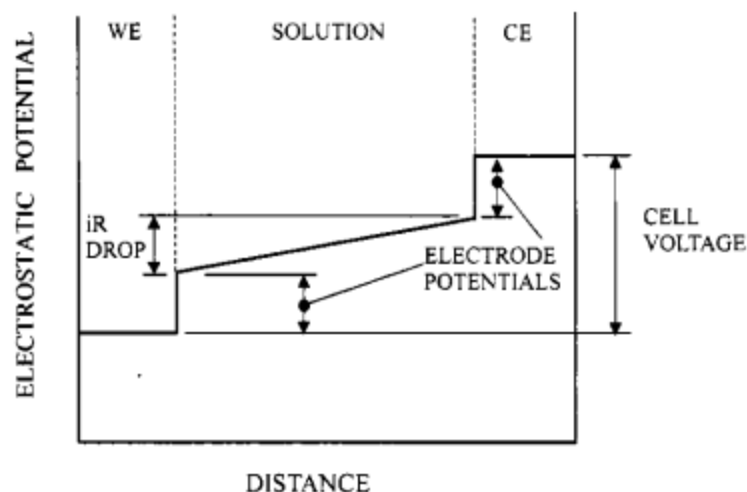 WE
SOLUTION
CE
ELECTROSTATIC POTENTIAL
iR
DROP
ELECTRODE
POTENTIALS
CELL
VOLTAGE
DISTANCE